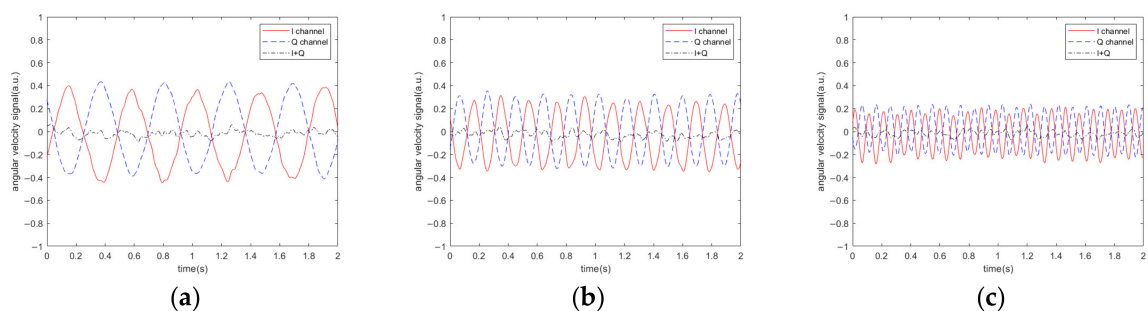 1
0.8
0.6
0.4
0.2
0
−0.2
−0.4
−0.6
−0.8
−1
angular velocity signal(a.u.)
0 0.2 0.4 0.6 0.8 1 1.2 1.4 1.6 1.8 2
time(s)
I channel
Q channel
I+Q
(a)
1
0.8
0.6
0.4
0.2
0
−0.2
−0.4
−0.6
−0.8
−1
angular velocity signal(a.u.)
0 0.2 0.4 0.6 0.8 1 1.2 1.4 1.6 1.8 2
time(s)
I channel
Q channel
I+Q
(b)
1
0.8
0.6
0.4
0.2
0
−0.2
−0.4
−0.6
−0.8
−1
angular velocity signal(a.u.)
0 0.2 0.4 0.6 0.8 1 1.2 1.4 1.6 1.8 2
time(s)
I channel
Q channel
I+Q
(c)